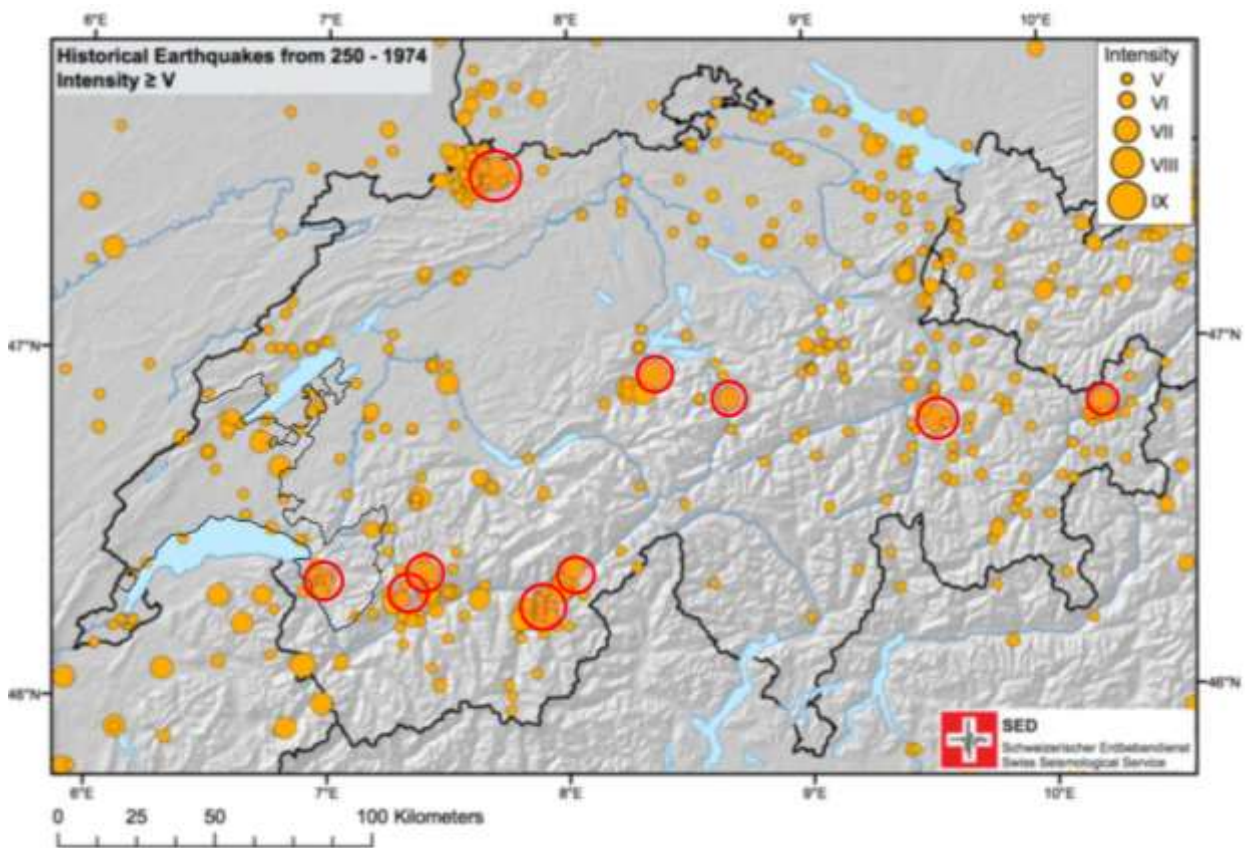 6°E 7°E 8°E 9°E 10°E
Historical Earthquakes from 250 - 1974
Intensity ≥ V
Intensity
V
VI
VII
VIII
IX
47°N 47°N
46°N 46°N
SED
Schweizerischer Erdbebendienst
Swiss Seismological Service
6°E 7°E 8°E 9°E 10°E
0 25 50 100 Kilometers